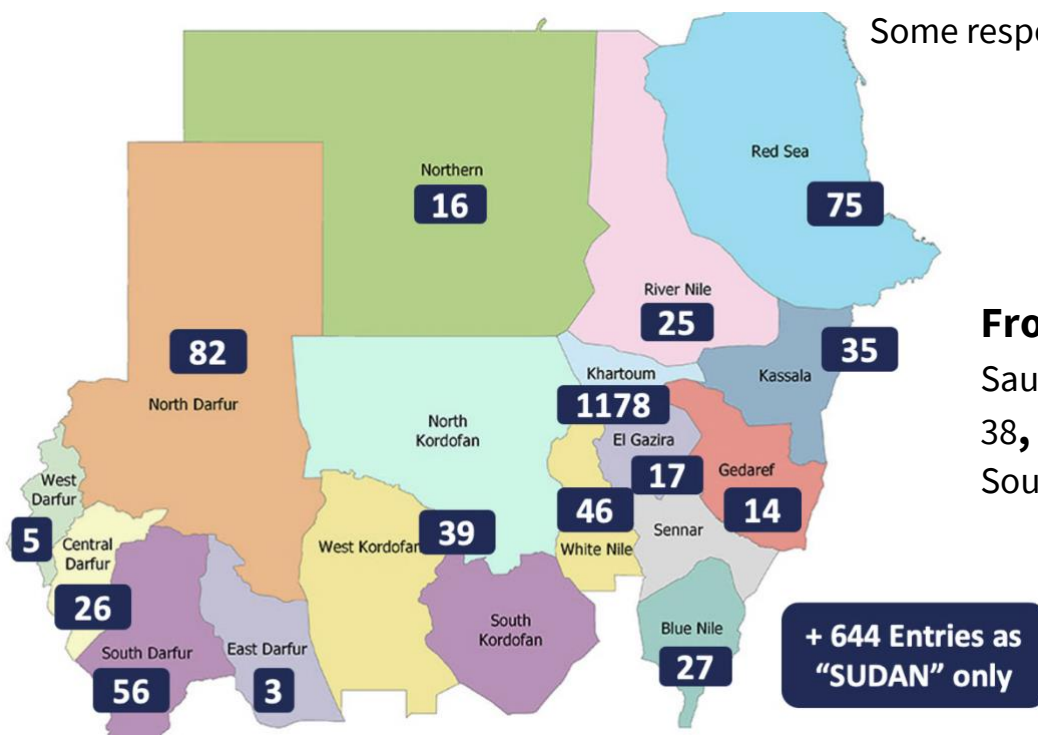 Some respo
Northern
16
Red Sea
75
River Nile
25
82
North Darfur
Khartoum
1178
35
Kassala
Fro
Sau
38,
Sou
North
Kordofan
El Gazira
17
Gedaref
14
West
Darfur
5
Central
Darfur
26
West Kordofan
39
46
White Nile
Sennar
South Darfur
56
East Darfur
3
South
Kordofan
Blue Nile
27
+ 644 Entries as
“SUDAN” only